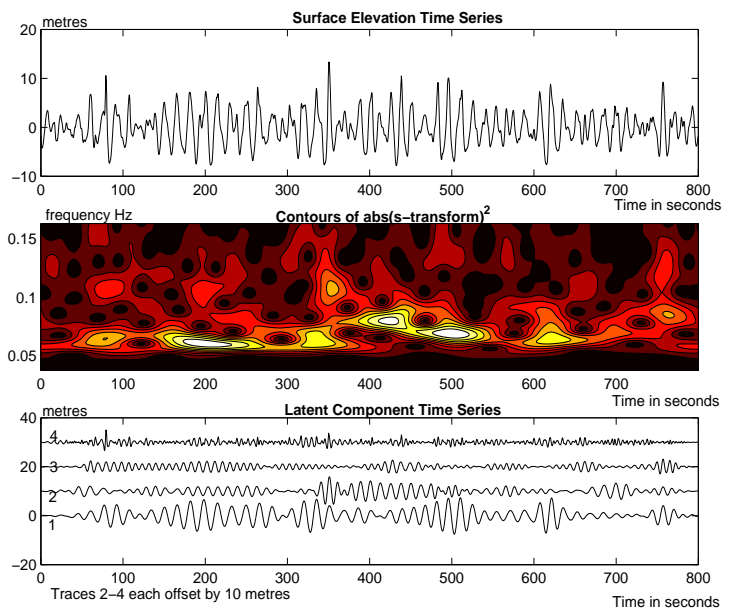 Surface Elevation Time Series
metres
20
10
0
−10
0 100 200 300 400 500 600 700 800
Time in seconds
frequency Hz
Contours of abs(s−transform)2
0.15
0.1
0.05
0 100 200 300 400 500 600 700
Time in seconds
metres
Latent Component Time Series
40
20
0
−20
4
3
2
1
0 100 200 300 400 500 600 700 800
Traces 2−4 each offset by 10 metres
Time in seconds